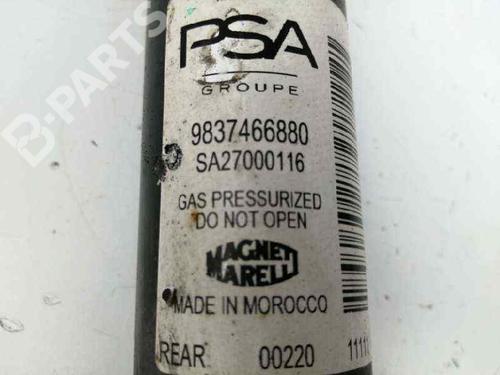 PSA
GROUPE
9837466880
SA27000116
GAS PRESSURIZED
DO NOT OPEN
MAGNETI
MARELLI
MADE IN MOROCCO
REAR 00220
B-PARTS